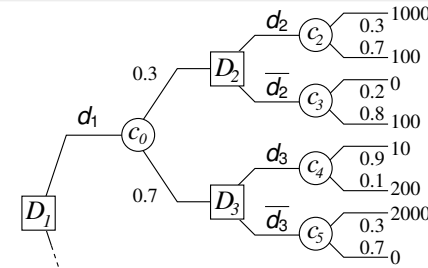 d₂ c₂ 1000
0.3
0.7
100
0.3 D₂
d̅₂ c₃ 0
0.2
0.8
100
d₁ c₀
0.7 D₃
d₃ c₄ 10
0.9
0.1
200
d̅₃ c₅ 2000
0.3
0.7
0
D₁